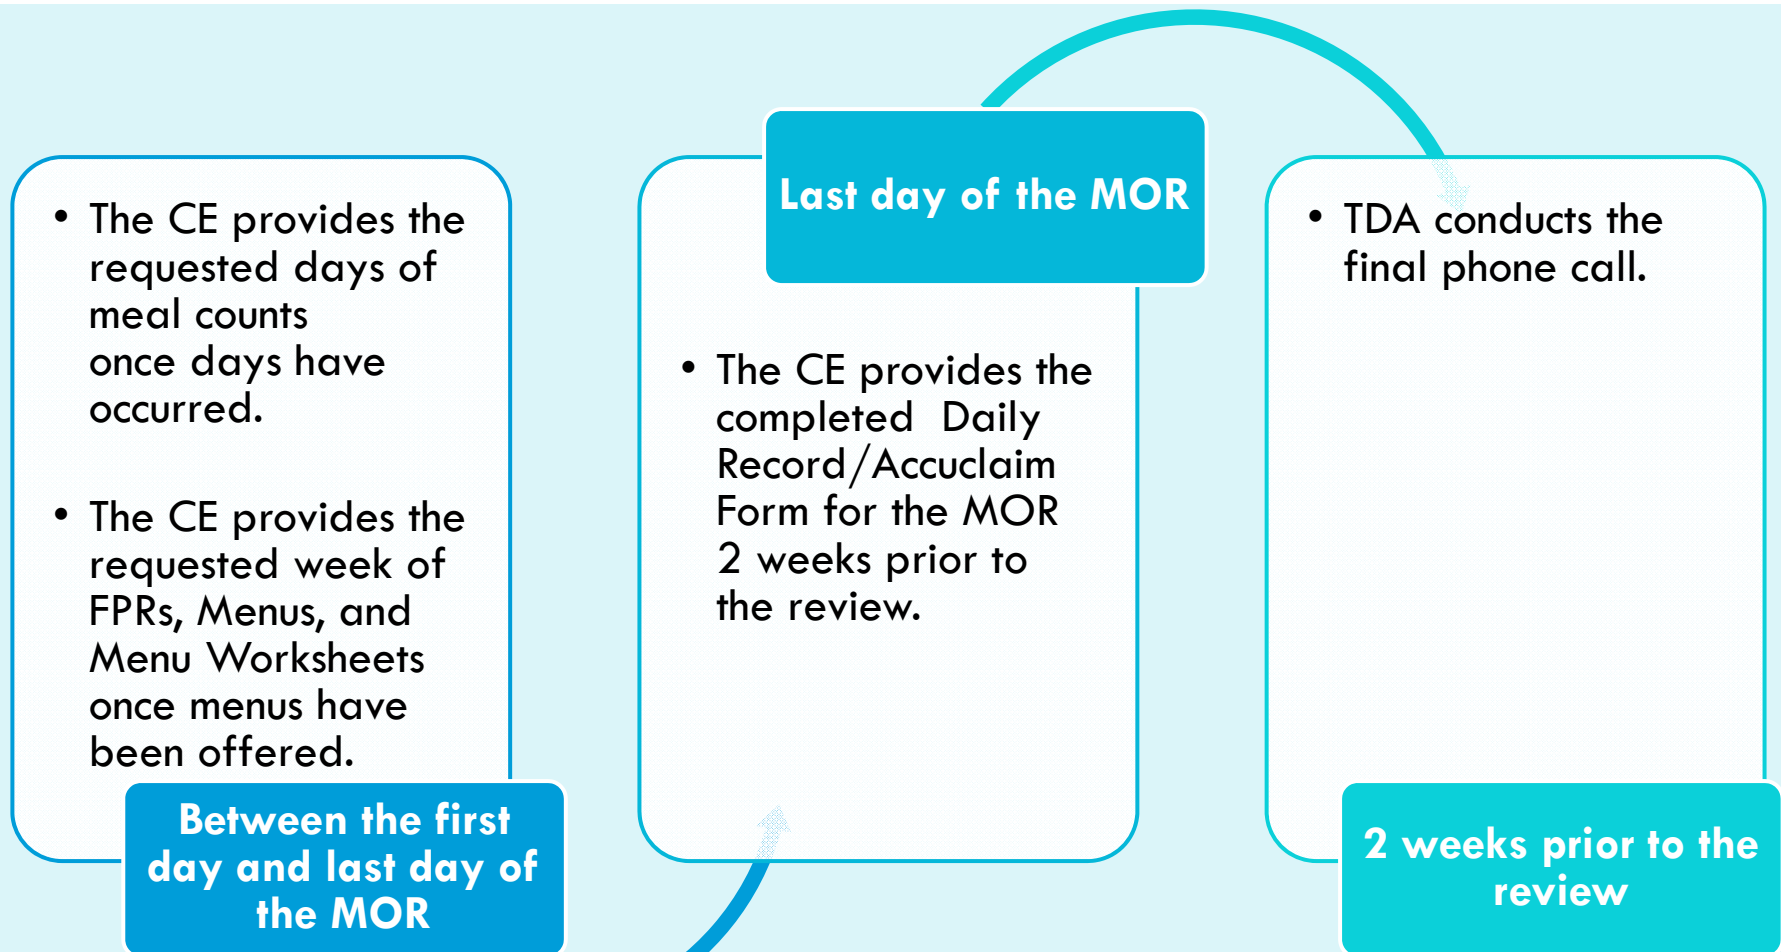 • The CE provides the
requested days of
meal counts
once days have
occurred.
• The CE provides the
requested week of
FPRs, Menus, and
Menu Worksheets
once menus have
been offered.
Between the first
day and last day of
the MOR
Last day of the MOR
• The CE provides the
completed  Daily
Record/Accuclaim
Form for the MOR
2 weeks prior to
the review.
• TDA conducts the
final phone call.
2 weeks prior to the
review